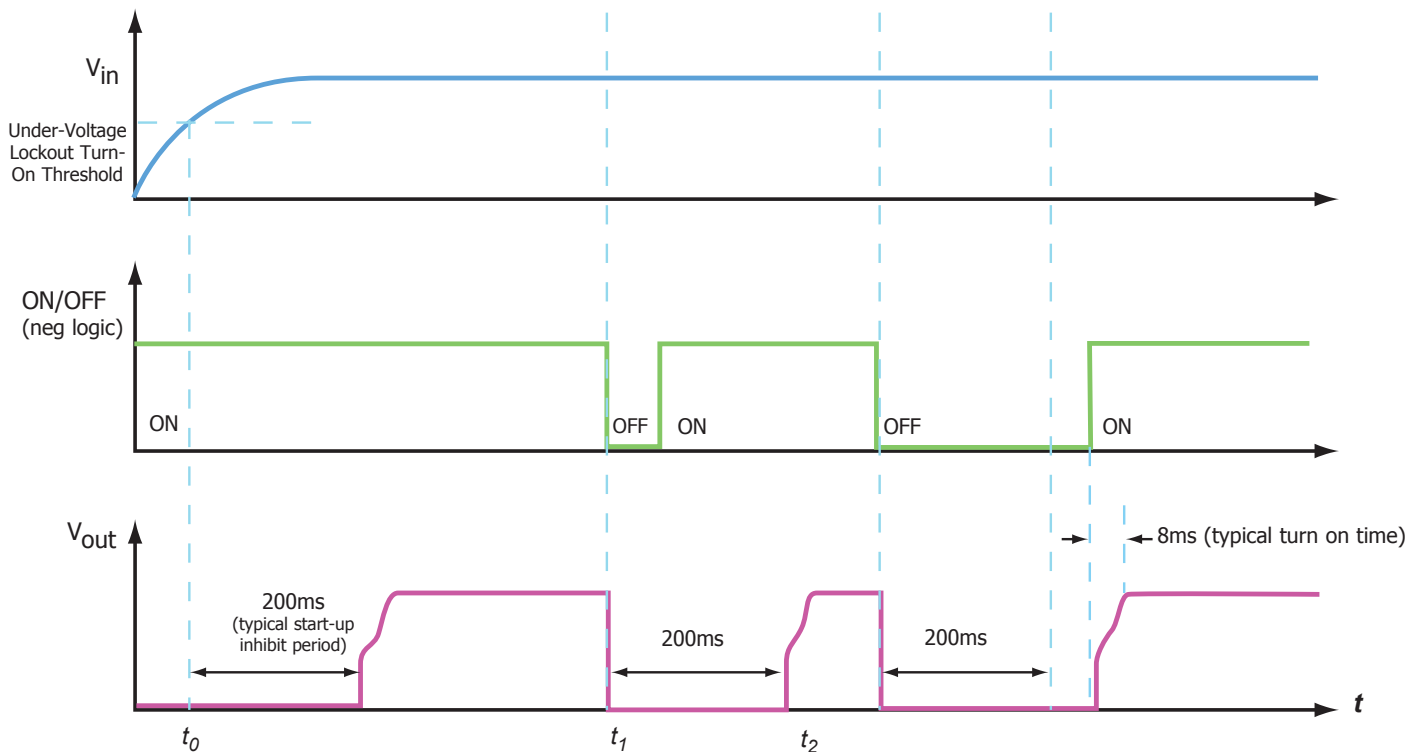 Vin
Under-Voltage
Lockout Turn-
On Threshold
ON/OFF
(neg logic)
ON
OFF
ON
OFF
ON
Vout
8ms (typical turn on time)
200ms
(typical start-up
inhibit period)
200ms
200ms
t
t0
t1
t2